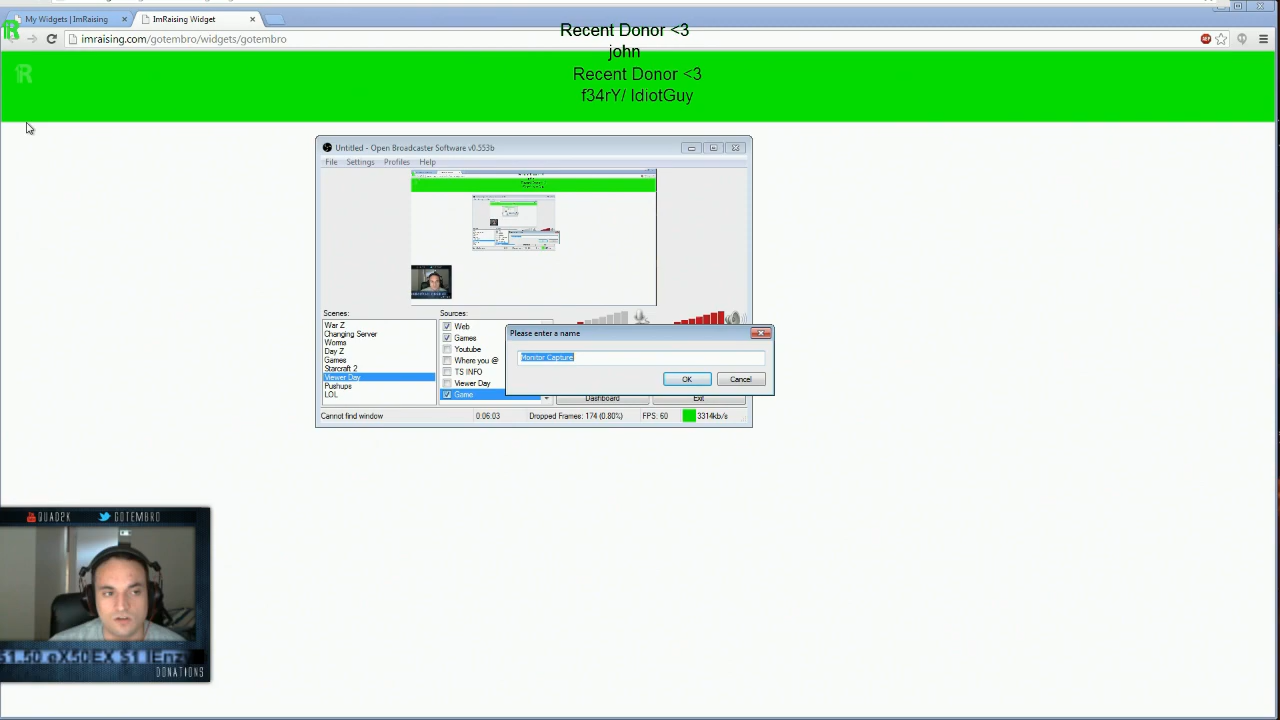 My Widgets | ImRaising
ImRaising Widget
imraising.com/gotembro/widgets/gotembro
Recent Donor <3
john
Recent Donor <3
f34rY/ IdiotGuy
Untitled - Open Broadcaster Software v0.553b
File Settings Profiles Help
Scenes:
War Z
Changing Server
Worms
Day Z
Games
Starcraft 2
Viewer Day
Pushups
LOL
Sources:
Web
Games
Youtube
Where you @
TS INFO
Viewer Day
Game
Please enter a name
Monitor Capture
OK
Cancel
Dashboard
Exit
Cannot find window
0:06:03
Dropped Frames: 174 (0.80%)
FPS: 60
3314kb/s
QUAD2K
GOTEMBRO
DONATIONS